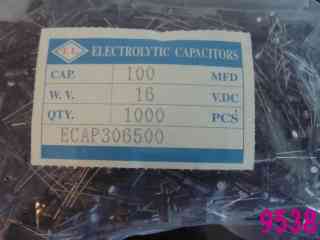 ELECTROLYTIC CAPACITORS
CAP. 100 MFD
W. V. 16 V.DC
QTY. 1000 PCS
ECAP306500
9538